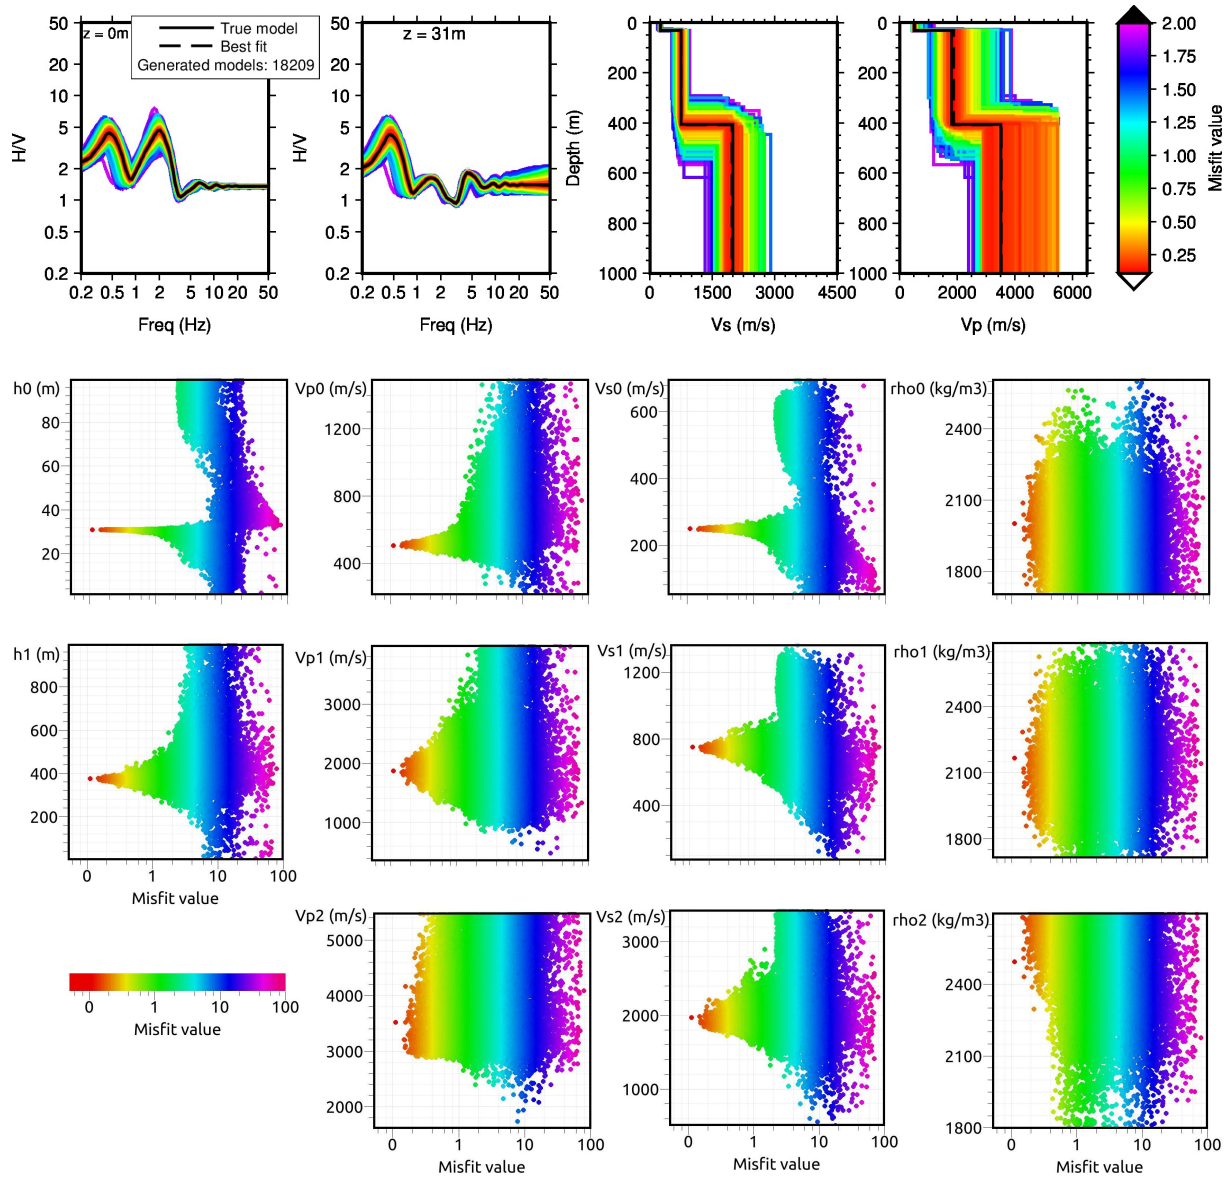 z = 0m
True model
Best fit
Generated models: 18209
z = 31m
H/V
50
20
10
5
2
1
0.5
0.2
0.2 0.5 1 2 5 10 20 50
Freq (Hz)
H/V
50
20
10
5
2
1
0.5
0.2
0.2 0.5 1 2 5 10 20 50
Freq (Hz)
Depth (m)
0
200
400
600
800
1000
0 1500 3000 4500
Vs (m/s)
0
200
400
600
800
1000
0 2000 4000 6000
Vp (m/s)
2.00
1.75
1.50
1.25
1.00
0.75
0.50
0.25
Misfit value
h0 (m)
80
60
40
20
Vp0 (m/s)
1200
800
400
Vs0 (m/s)
600
400
200
rho0 (kg/m3)
2400
2100
1800
h1 (m)
800
600
400
200
0 1 10 100
Misfit value
Vp1 (m/s)
3000
2000
1000
Vs1 (m/s)
1200
800
400
rho1 (kg/m3)
2400
2100
1800
0 1 10 100
Misfit value
Vp2 (m/s)
5000
4000
3000
2000
0 1 10 100
Misfit value
Vs2 (m/s)
3000
2000
1000
0 1 10 100
Misfit value
rho2 (kg/m3)
2400
2100
1800
0 1 10 100
Misfit value